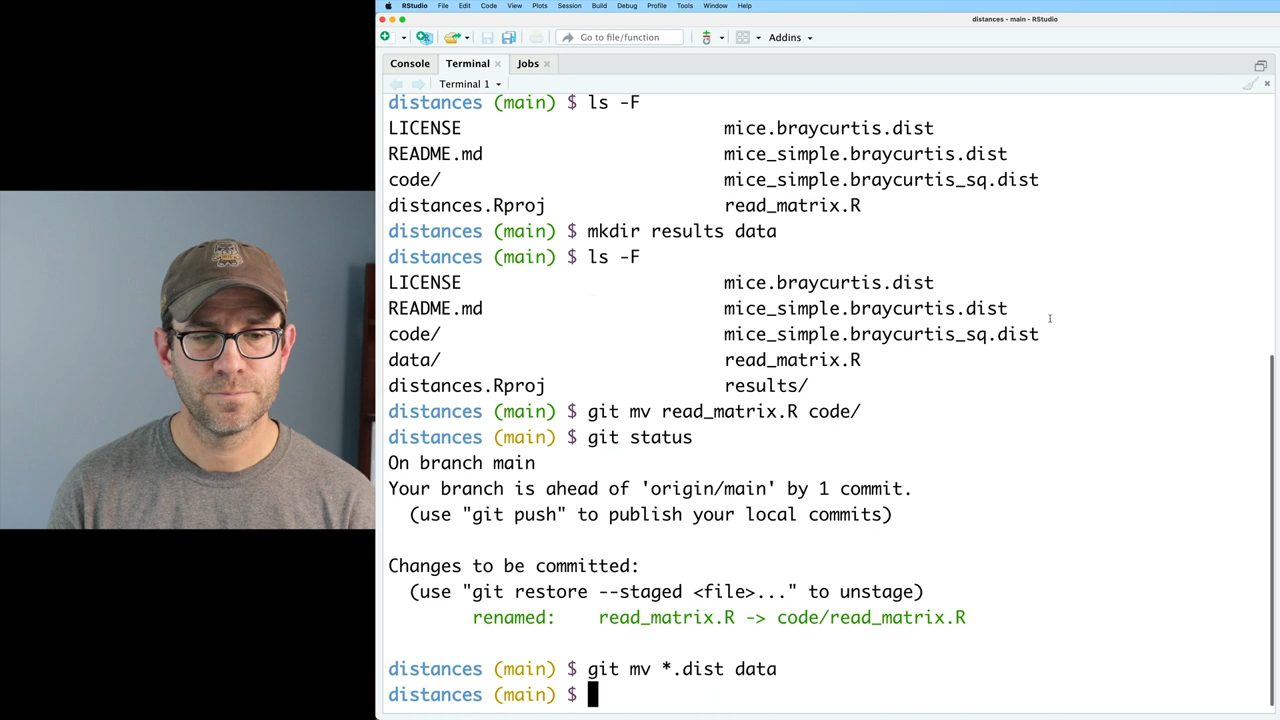 RStudio File Edit Code View Plots Session Build Debug Profile Tools Window Help
distances - main - RStudio
Go to file/function Addins
Console Terminal Jobs
Terminal 1
distances (main) $ ls -F
LICENSE mice.braycurtis.dist
README.md mice_simple.braycurtis.dist
code/ mice_simple.braycurtis_sq.dist
distances.Rproj read_matrix.R
distances (main) $ mkdir results data
distances (main) $ ls -F
LICENSE mice.braycurtis.dist
README.md mice_simple.braycurtis.dist
code/ mice_simple.braycurtis_sq.dist
data/ read_matrix.R
distances.Rproj results/
distances (main) $ git mv read_matrix.R code/
distances (main) $ git status
On branch main
Your branch is ahead of 'origin/main' by 1 commit.
(use "git push" to publish your local commits)
Changes to be committed:
(use "git restore --staged <file>..." to unstage)
renamed: read_matrix.R -> code/read_matrix.R
distances (main) $ git mv *.dist data
distances (main) $